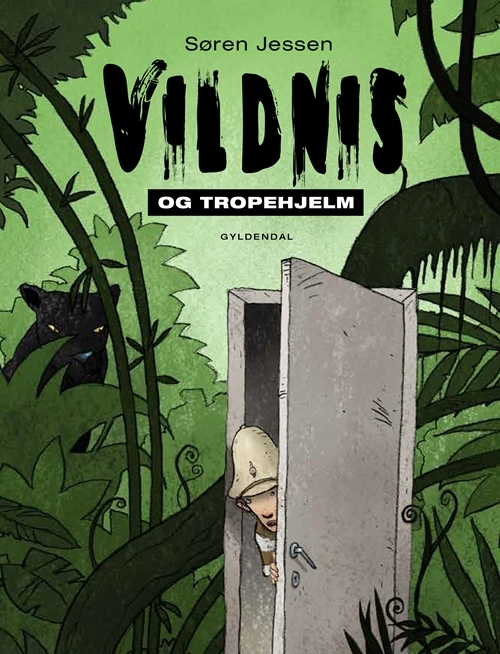 Søren Jessen
VILDNIS
OG TROPEHJELM
GYLDENDAL